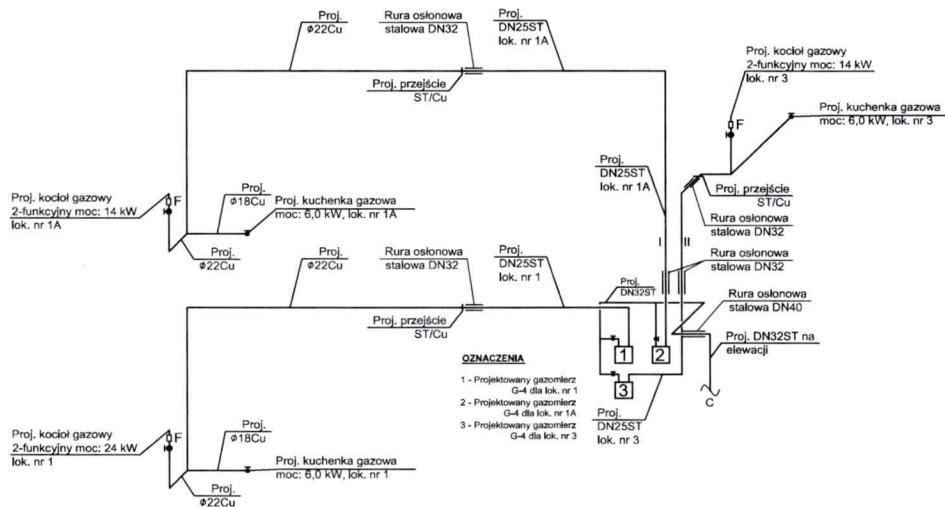 Proj.
ø22Cu
Rura osłonowa
stalowa DN32
Proj.
DN25ST
lok. nr 1A
Proj. przejście
ST/Cu
Proj. kocioł gazowy
2-funkcyjny moc: 14 kW
lok. nr 3
F
Proj. kuchenka gazowa
moc: 6,0 kW, lok. nr 3
Proj.
DN25ST
lok. nr 1A
Proj. przejście
ST/Cu
Rura osłonowa
stalowa DN32
Proj. kocioł gazowy
2-funkcyjny moc: 14 kW
lok. nr 1A
F
Proj.
ø18Cu
Proj. kuchenka gazowa
moc: 6,0 kW, lok. nr 1A
ø22Cu
Proj.
ø22Cu
Proj.
Rura osłonowa
stalowa DN32
Proj.
DN25ST
lok. nr 1
I
II
Rura osłonowa
stalowa DN32
Proj.
DN32ST
Rura osłonowa
stalowa DN40
Proj. przejście
ST/Cu
Proj. DN32ST na
elewacji
C
1
2
3
OZNACZENIA
1 - Projektowany gazomierz
G-4 dla lok. nr 1
2 - Projektowany gazomierz
G-4 dla lok. nr 1A
3 - Projektowany gazomierz
G-4 dla lok. nr 3
Proj.
DN25ST
lok. nr 3
Proj. kocioł gazowy
2-funkcyjny moc: 24 kW
lok. nr 1
F
Proj.
ø18Cu
Proj. kuchenka gazowa
moc: 6,0 kW, lok. nr 1
Proj.
ø22Cu